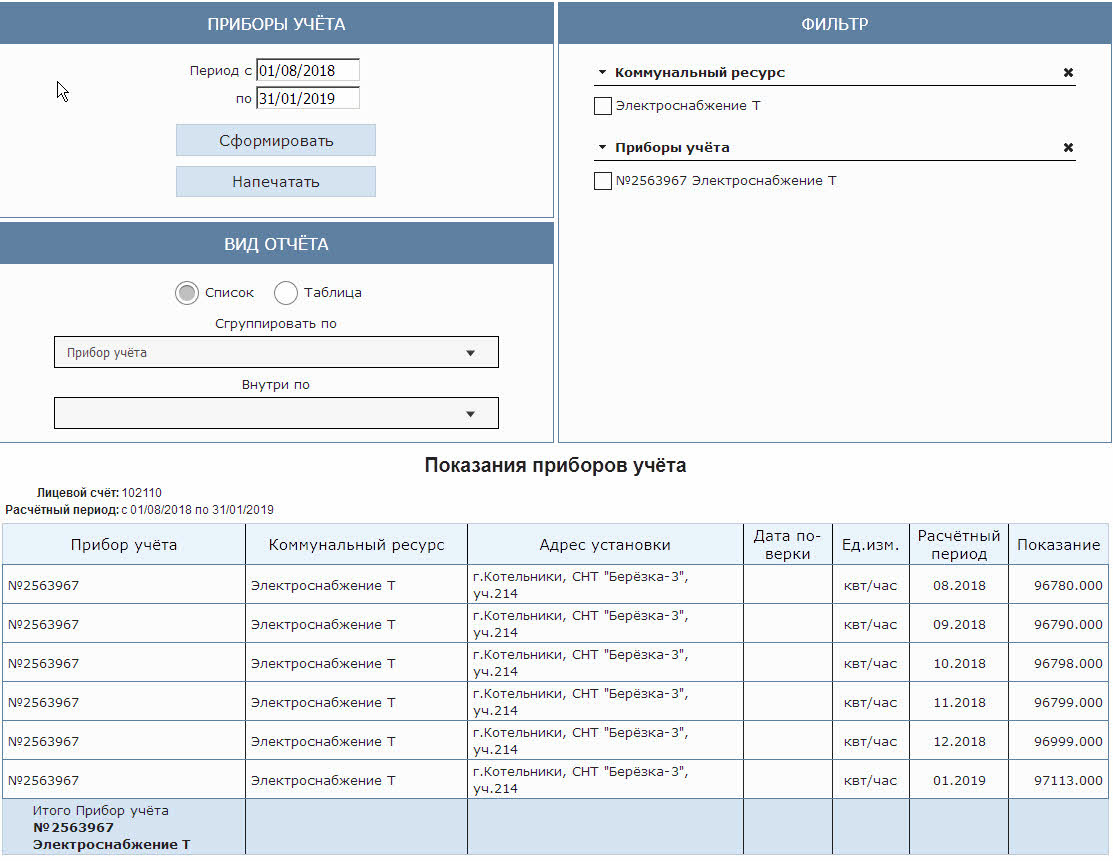 ПРИБОРЫ УЧЁТА
Период с 01/08/2018
по 31/01/2019
Сформировать
Напечатать
ВИД ОТЧЁТА
Список Таблица
Сгруппировать по
Прибор учёта
Внутри по
ФИЛЬТР
Коммунальный ресурс
Электроснабжение Т
Приборы учёта
№2563967 Электроснабжение Т
Показания приборов учёта
Лицевой счёт: 102110
Расчётный период: с 01/08/2018 по 31/01/2019
Прибор учёта Коммунальный ресурс Адрес установки Дата по- Ед.изм. Расчётный Показание
верки период
№2563967 Электроснабжение Т г.Котельники, СНТ "Берёзка-3", квт/час 08.2018 96780.000
уч.214
№2563967 Электроснабжение Т г.Котельники, СНТ "Берёзка-3", квт/час 09.2018 96790.000
уч.214
№2563967 Электроснабжение Т г.Котельники, СНТ "Берёзка-3", квт/час 10.2018 96798.000
уч.214
№2563967 Электроснабжение Т г.Котельники, СНТ "Берёзка-3", квт/час 11.2018 96799.000
уч.214
№2563967 Электроснабжение Т г.Котельники, СНТ "Берёзка-3", квт/час 12.2018 96999.000
уч.214
№2563967 Электроснабжение Т г.Котельники, СНТ "Берёзка-3", квт/час 01.2019 97113.000
уч.214
Итого Прибор учёта
№2563967
Электроснабжение Т